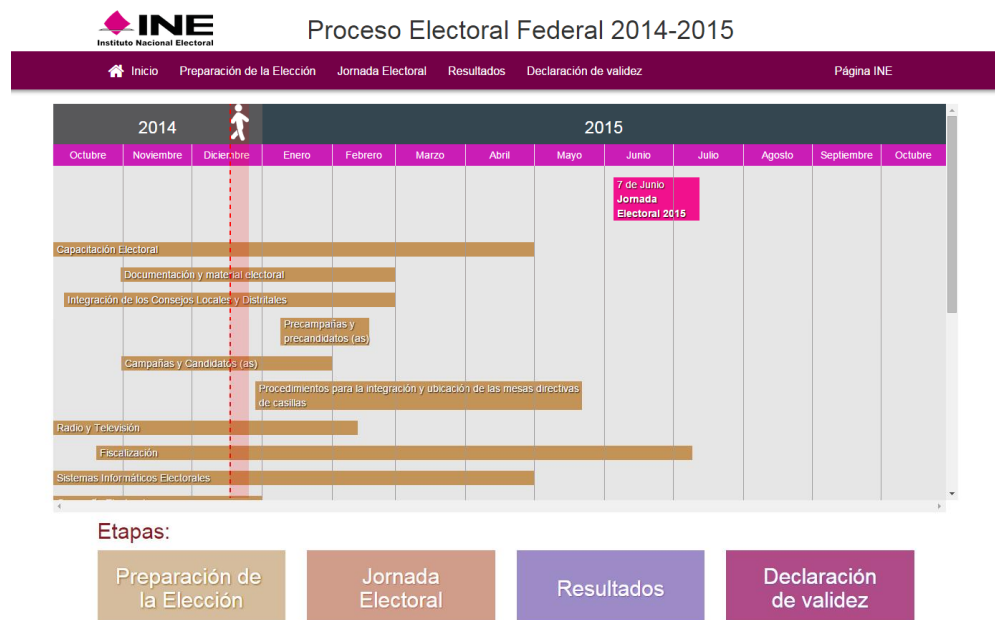 INE
Instituto Nacional Electoral
Proceso Electoral Federal 2014-2015
Inicio Preparación de la Elección Jornada Electoral Resultados Declaración de validez Página INE
2014 2015
Octubre Noviembre Diciembre Enero Febrero Marzo Abril Mayo Junio Julio Agosto Septiembre Octubre
7 de Junio
Jornada
Electoral 2015
Capacitación Electoral
Documentación y material electoral
Integración de los Consejos Locales y Distritales
Precampañas y
precandidatos (as)
Campañas y Candidatos (as)
Procedimientos para la integración y ubicación de las mesas directivas
de casillas
Radio y Televisión
Fiscalización
Sistemas Informáticos Electorales
Etapas:
Preparación de
la Elección
Jornada
Electoral
Resultados
Declaración
de validez